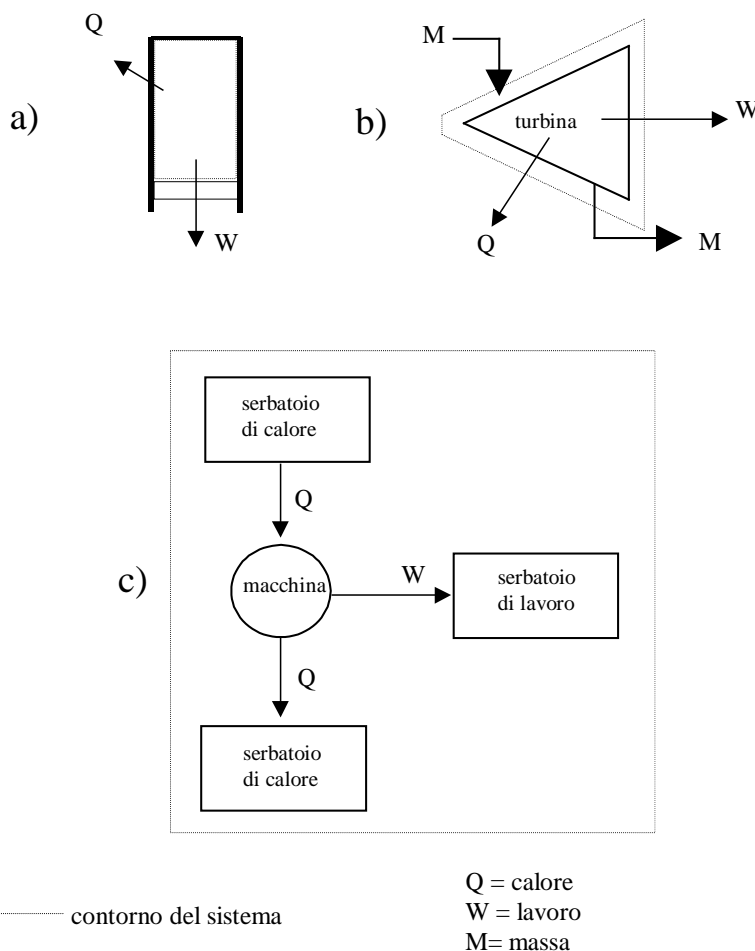 Q
a)
W
M
b)
turbina
W
Q
M
serbatoio
di calore
Q
c)
macchina
W
serbatoio
di lavoro
Q
serbatoio
di calore
contorno del sistema
Q = calore
W = lavoro
M= massa